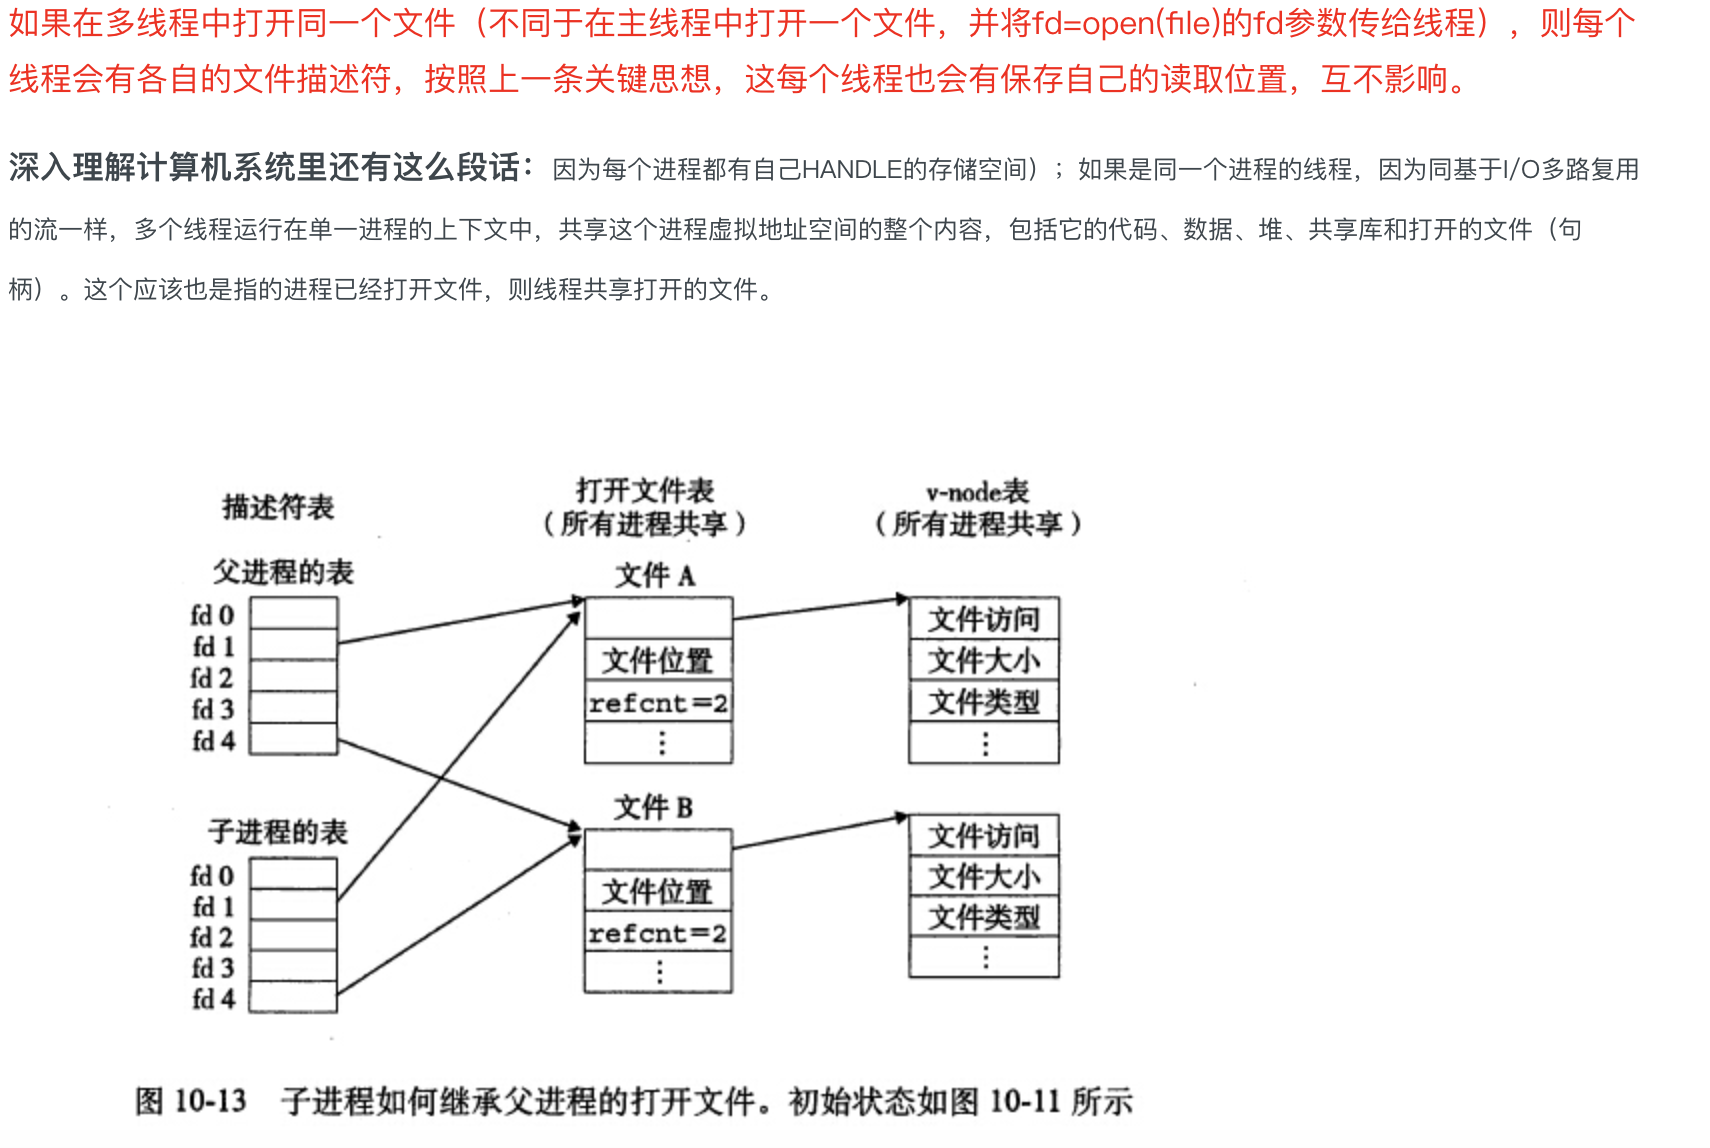 如果在多线程中打开同一个文件（不同于在主线程中打开一个文件，并将fd=open(file)的fd参数传给线程），则每个
线程会有各自的文件描述符，按照上一条关键思想，这每个线程也会有保存自己的读取位置，互不影响。
深入理解计算机系统里还有这么段话：因为每个进程都有自己HANDLE的存储空间）；如果是同一个进程的线程，因为同基于I/O多路复用
的流一样，多个线程运行在单一进程的上下文中，共享这个进程虚拟地址空间的整个内容，包括它的代码、数据、堆、共享库和打开的文件（句
柄）。这个应该也是指的进程已经打开文件，则线程共享打开的文件。
描述符表
打开文件表
（所有进程共享）
v-node表
（所有进程共享）
父进程的表
fd 0
fd 1
fd 2
fd 3
fd 4
文件 A
文件位置
refcnt=2
⋮
文件访问
文件大小
文件类型
⋮
子进程的表
fd 0
fd 1
fd 2
fd 3
fd 4
文件 B
文件位置
refcnt=2
⋮
文件访问
文件大小
文件类型
⋮
图 10-13 子进程如何继承父进程的打开文件。初始状态如图 10-11 所示